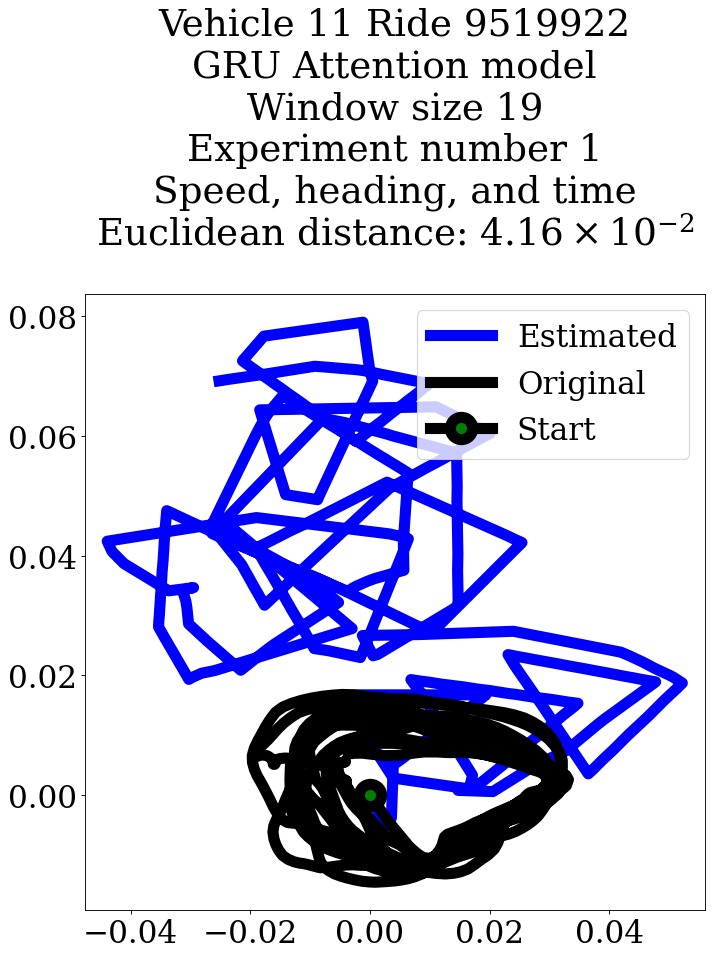 Vehicle 11 Ride 9519922
GRU Attention model
Window size 19
Experiment number 1
Speed, heading, and time
Euclidean distance: 4.16 × 10⁻²
0.08
0.06
0.04
0.02
0.00
Estimated
Original
Start
−0.04 −0.02 0.00 0.02 0.04